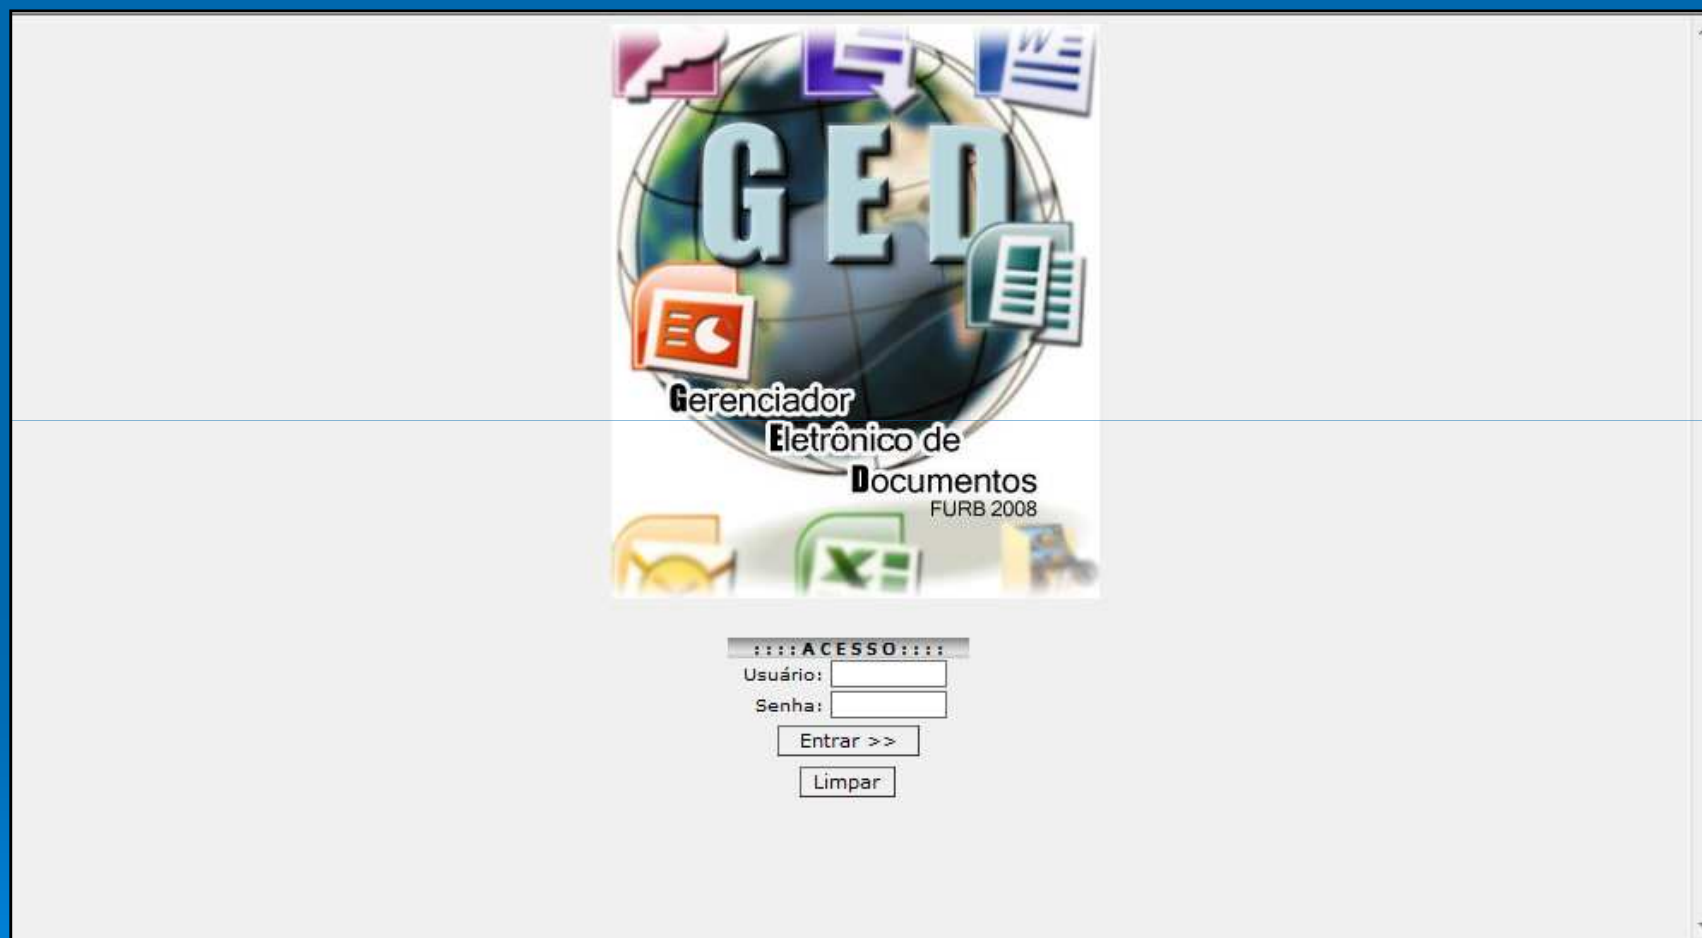 W
GED
Gerenciador
Eletrônico de
Documentos
FURB 2008
X
::::ACESSO::::
Usuário:
Senha:
Entrar >>
Limpar